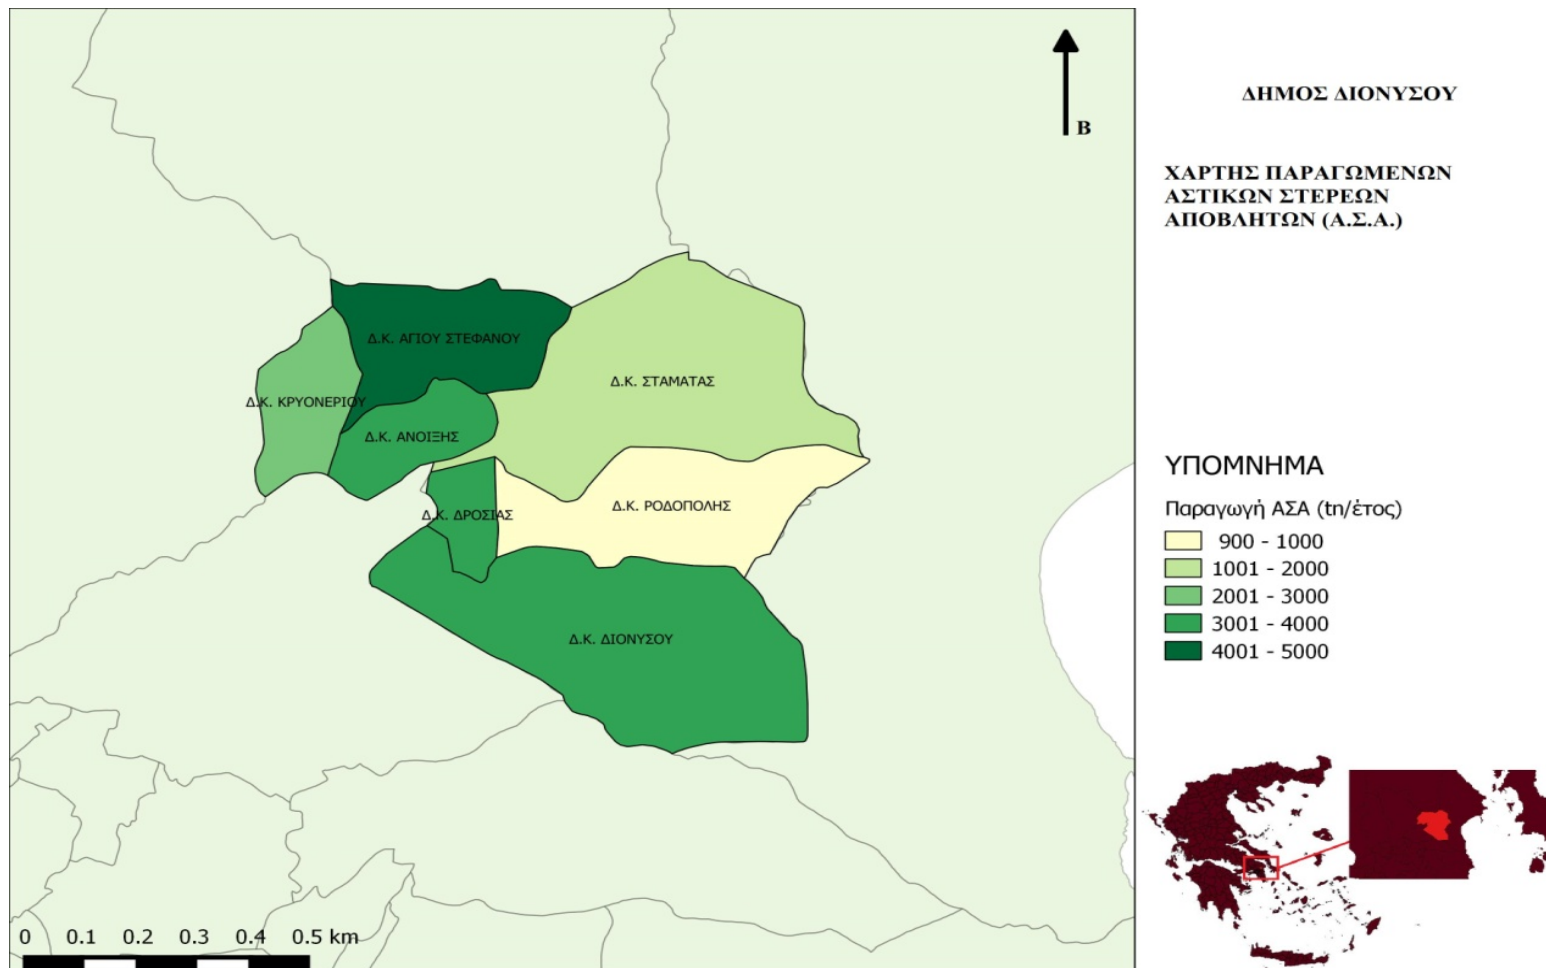 Β
ΔΗΜΟΣ ΔΙΟΝΥΣΟΥ
ΧΑΡΤΗΣ ΠΑΡΑΓΩΜΕΝΩΝ
ΑΣΤΙΚΩΝ ΣΤΕΡΕΩΝ
ΑΠΟΒΛΗΤΩΝ (Α.Σ.Α.)
Δ.Κ. ΑΓΙΟΥ ΣΤΕΦΑΝΟΥ
Δ.Κ. ΣΤΑΜΑΤΑΣ
Δ.Κ. ΚΡΥΟΝΕΡΙΟΥ
Δ.Κ. ΑΝΟΙΞΗΣ
Δ.Κ. ΡΟΔΟΠΟΛΗΣ
Δ.Κ. ΔΡΟΣΙΑΣ
Δ.Κ. ΔΙΟΝΥΣΟΥ
ΥΠΟΜΝΗΜΑ
Παραγωγή ΑΣΑ (tn/έτος)
900 - 1000
1001 - 2000
2001 - 3000
3001 - 4000
4001 - 5000
0 0.1 0.2 0.3 0.4 0.5 km